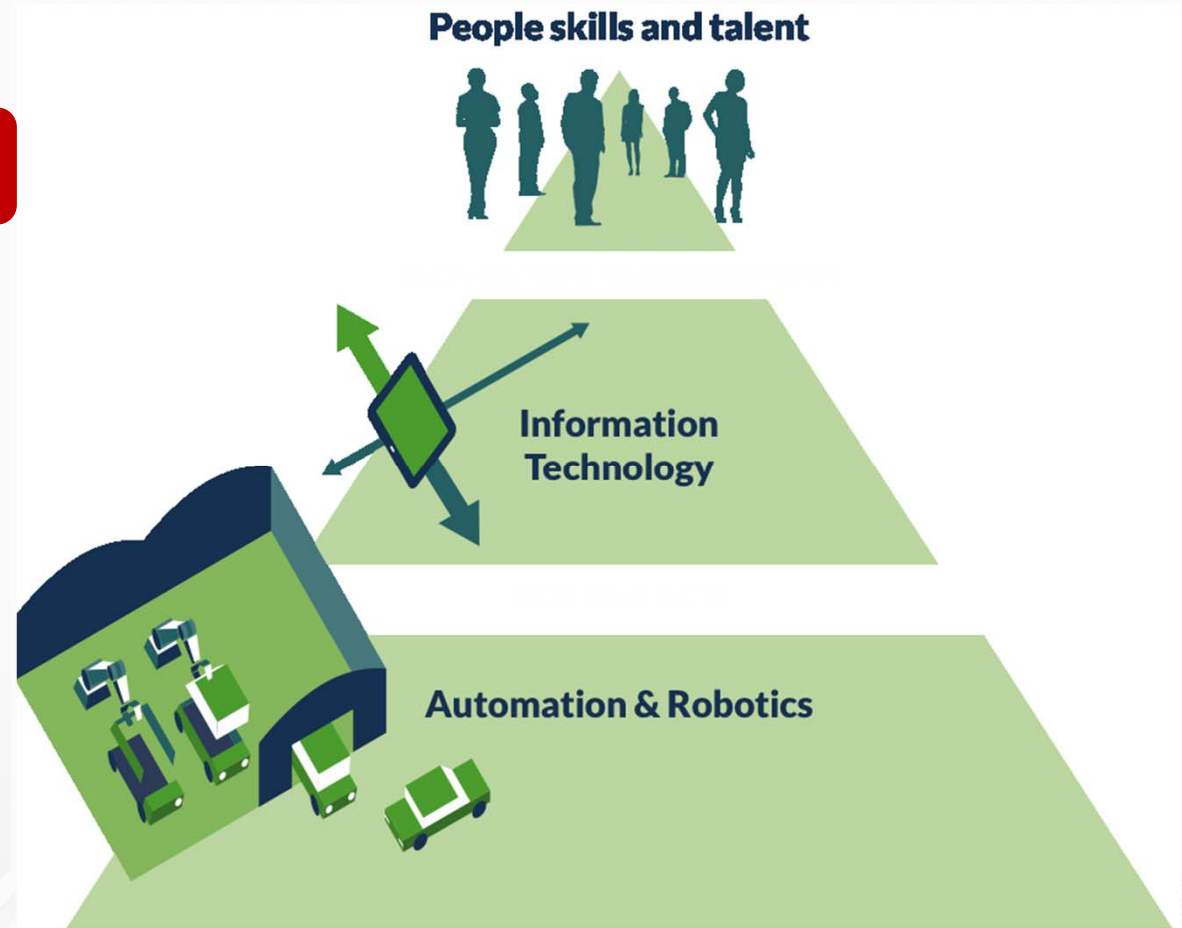 People skills and talent
Information
Technology
Automation & Robotics